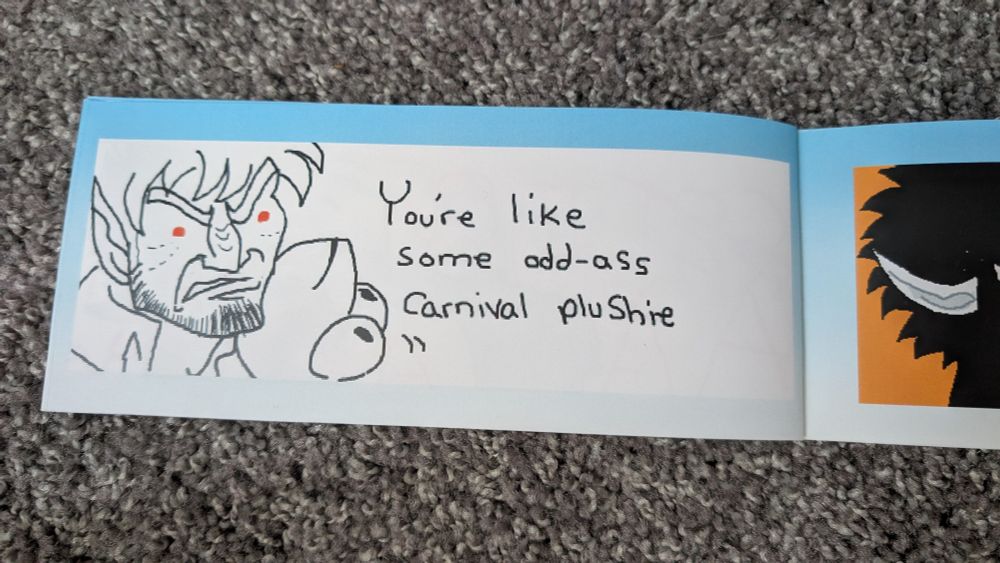 You're like
some odd-ass
Carnival plushie
"